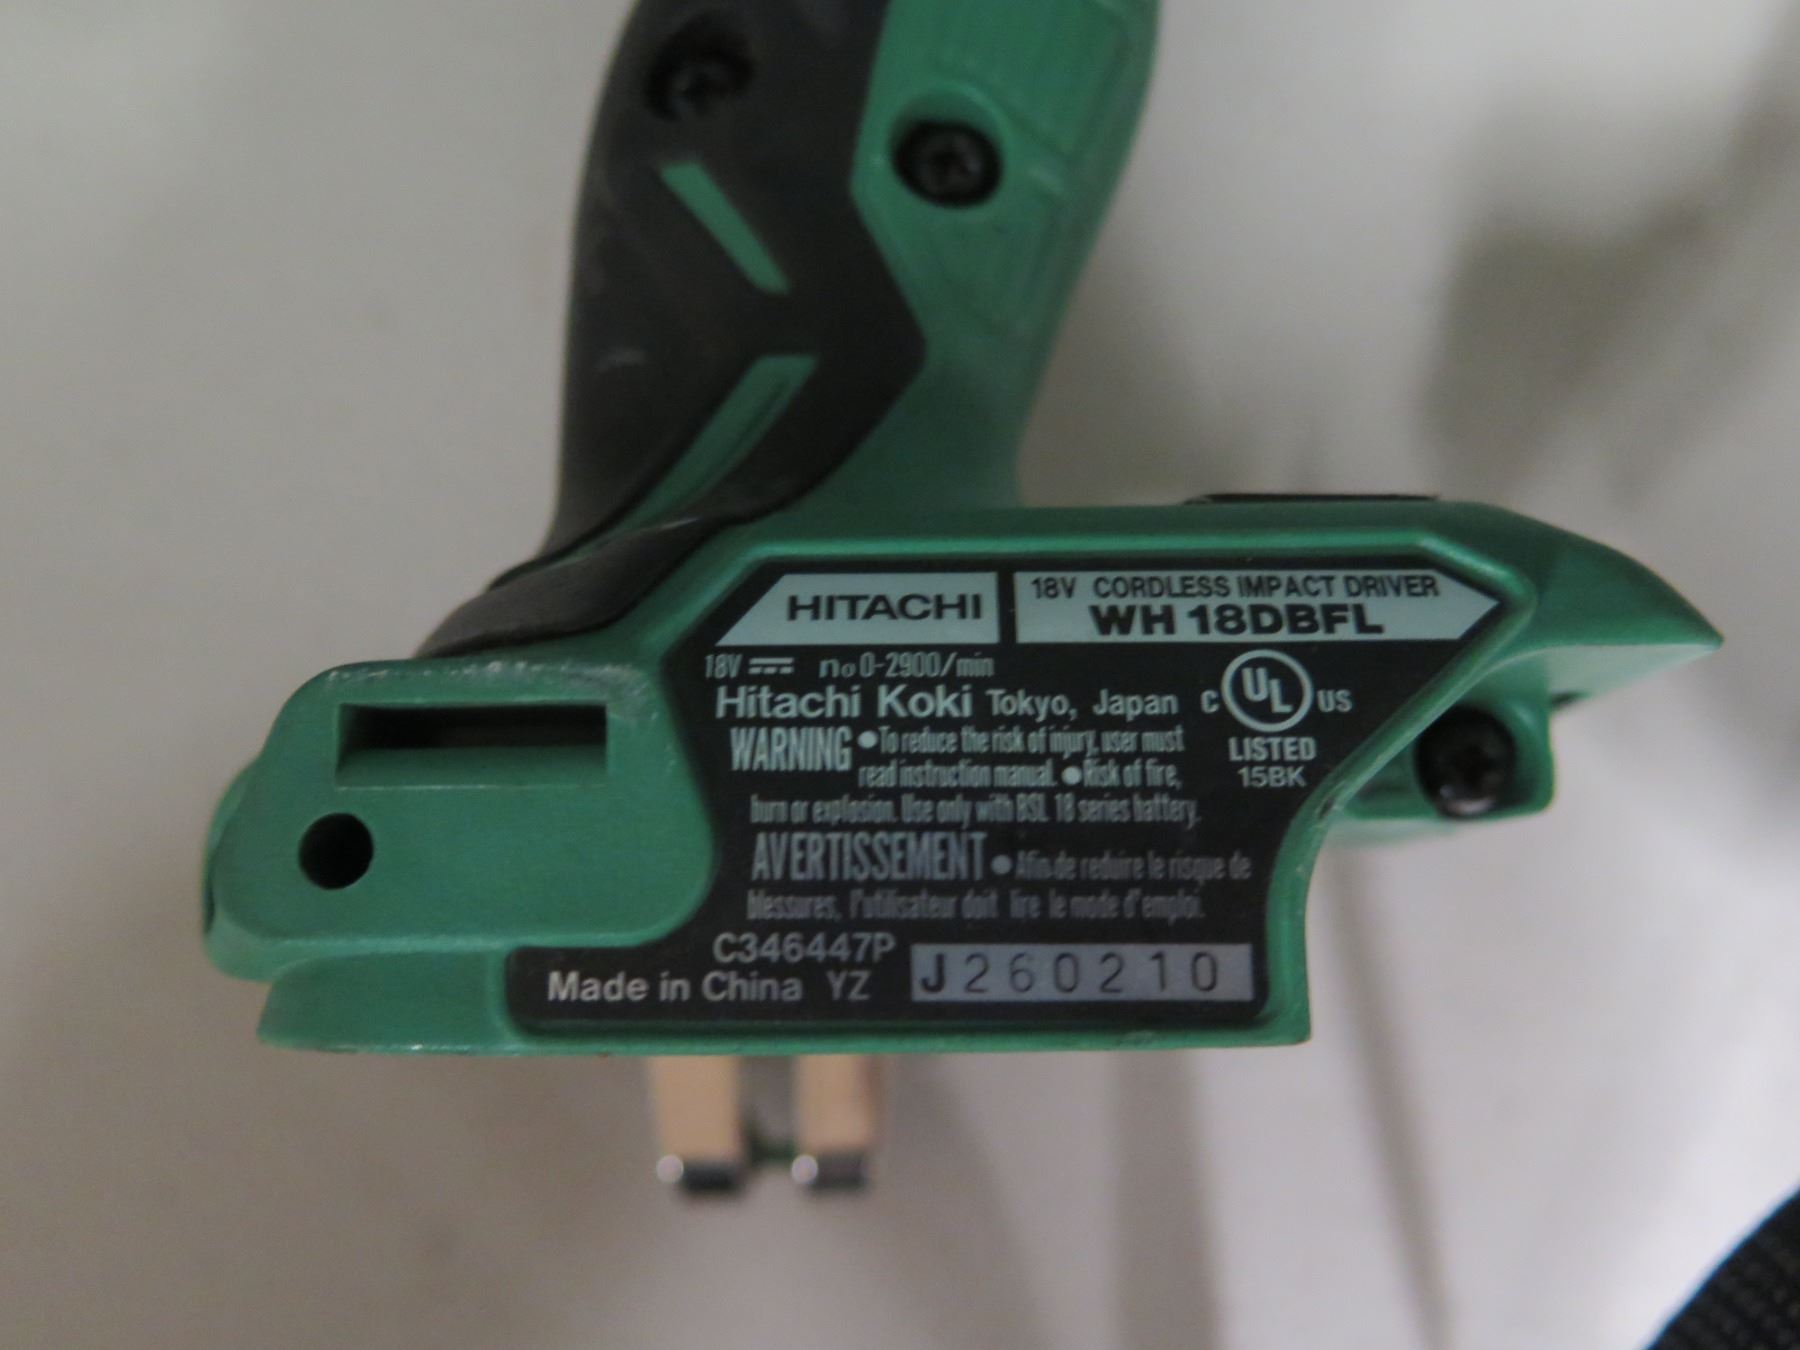 HITACHI
18V CORDLESS IMPACT DRIVER
WH 18DBFL
18V no 0-2900/min
Hitachi Koki Tokyo, Japan
C UL US
LISTED
15BK
WARNING •To reduce the risk of injury, user must
read instruction manual. •Risk of fire,
burn or explosion. Use only with BSL 18 series battery.
AVERTISSEMENT •Afin de reduire le risque de
blessures, l'utilisateur doit lire le mode d'emploi.
C346447P
Made in China YZ J260210